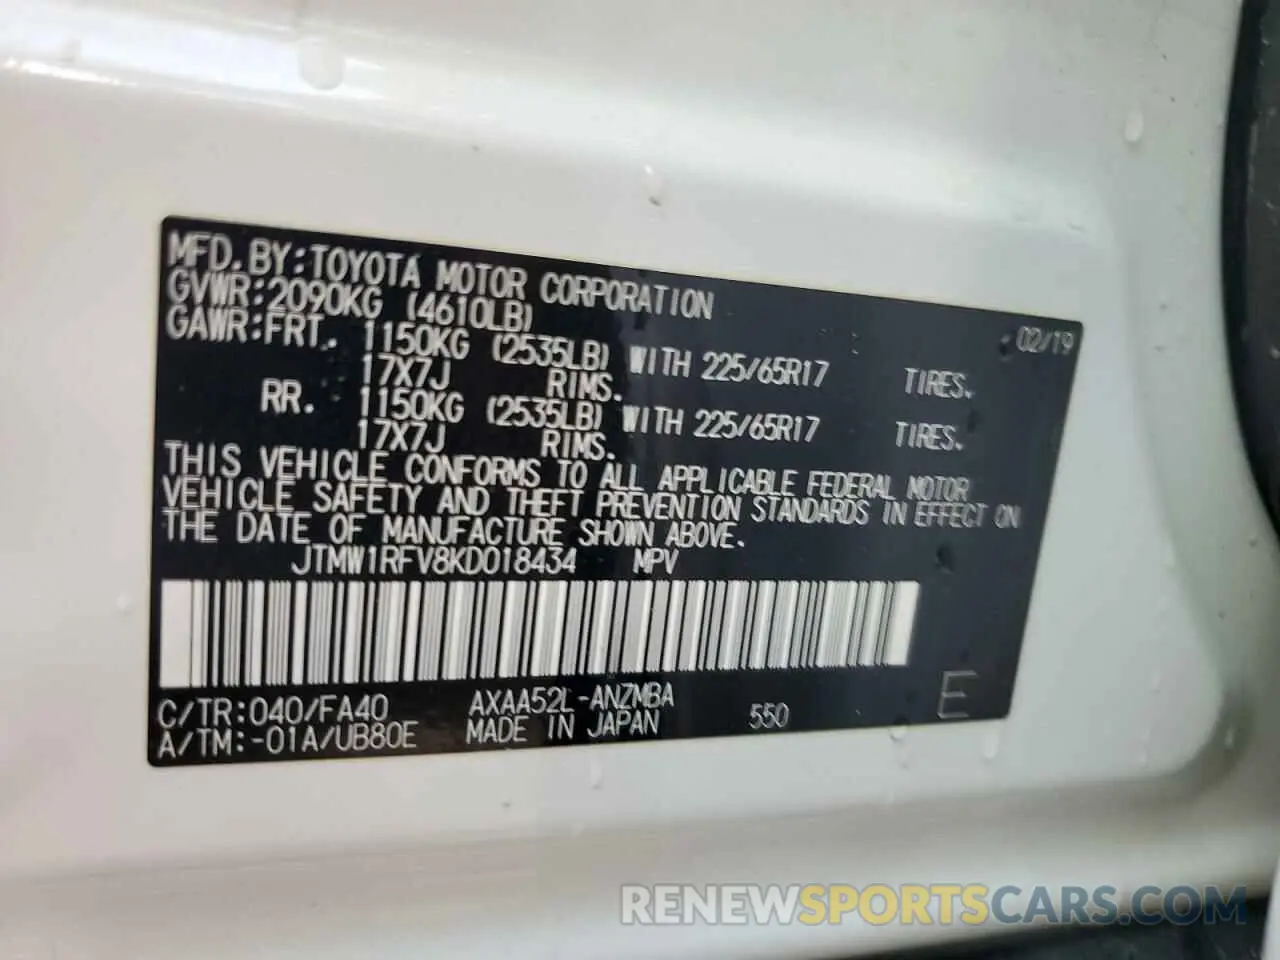 MFD.BY:TOYOTA MOTOR CORPORATION 02/19
GVWR:2090KG (4610LB)
GAWR:FRT. 1150KG (2535LB) WITH 225/65R17 TIRES.
17X7J RIMS.
RR. 1150KG (2535LB) WITH 225/65R17 TIRES.
17X7J RIMS.
THIS VEHICLE CONFORMS TO ALL APPLICABLE FEDERAL MOTOR
VEHICLE SAFETY AND THEFT PREVENTION STANDARDS IN EFFECT ON
THE DATE OF MANUFACTURE SHOWN ABOVE.
JTMW1RFV8KD018434 MPV
C/TR:040/FA40 AXAA52L-ANZMBA
A/TM:-01A/UB80E MADE IN JAPAN 550 E
RENEWSPORTSCARS.COM